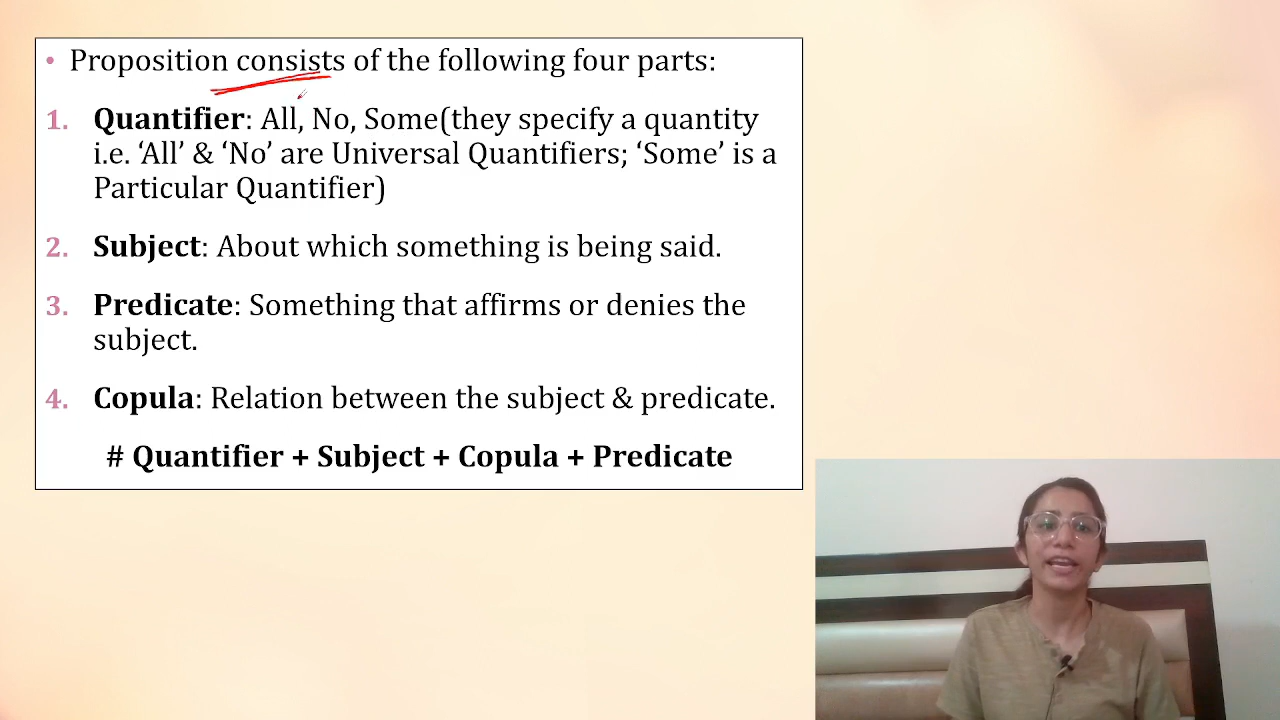 • Proposition consists of the following four parts:
1. Quantifier: All, No, Some(they specify a quantity
i.e. ‘All’ & ‘No’ are Universal Quantifiers; ‘Some’ is a
Particular Quantifier)
2. Subject: About which something is being said.
3. Predicate: Something that affirms or denies the
subject.
4. Copula: Relation between the subject & predicate.
# Quantifier + Subject + Copula + Predicate